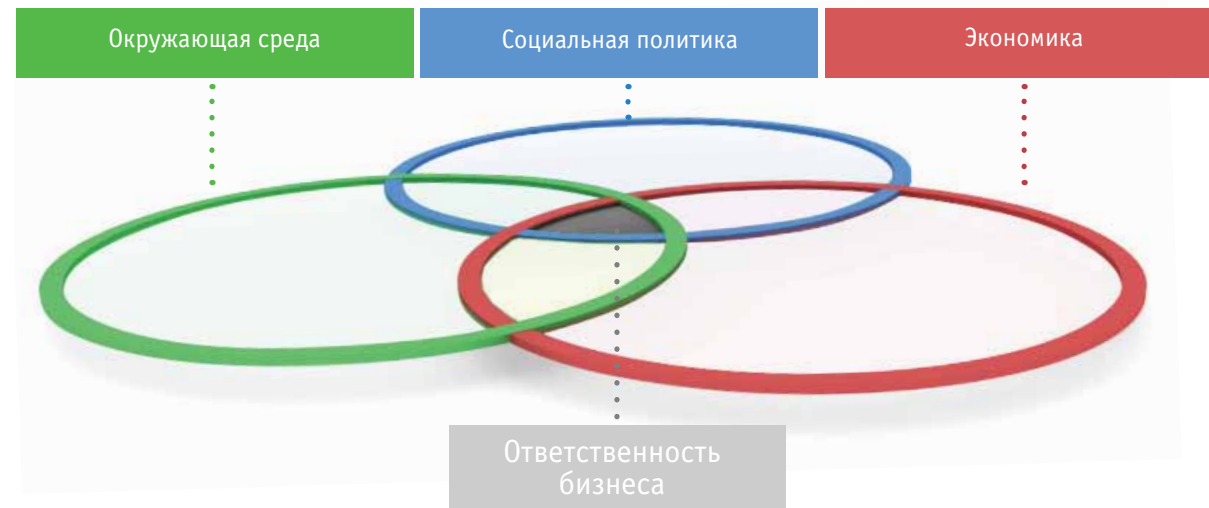 Окружающая среда
Социальная политика
Экономика
Ответственность
бизнеса